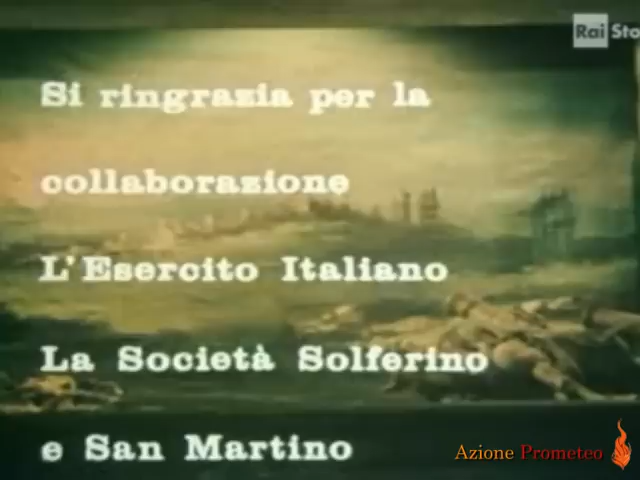 Rai Sto
Si ringrazia per la
collaborazione
L'Esercito Italiano
La Società Solferino
e San Martino
Azione Prometeo